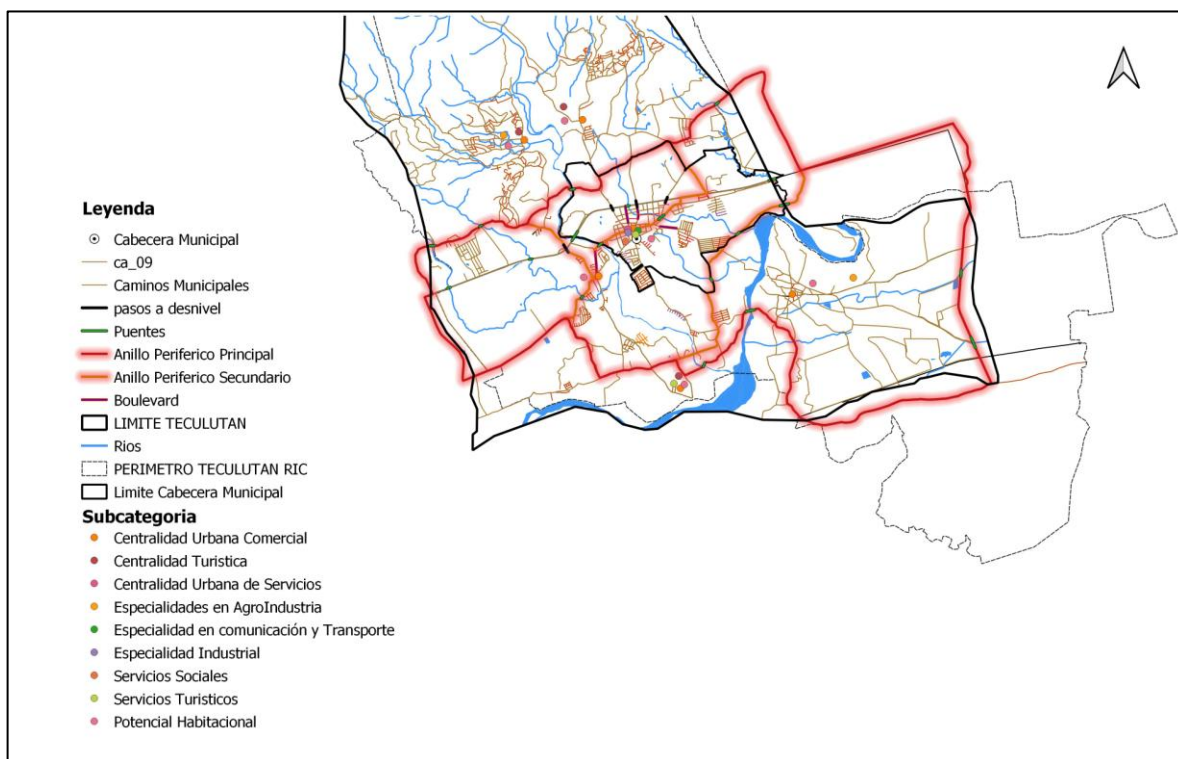 Leyenda
Cabecera Municipal
ca_09
Caminos Municipales
pasos a desnivel
Puentes
Anillo Periferico Principal
Anillo Periferico Secundario
Boulevard
LIMITE TECULUTAN
Rios
PERIMETRO TECULUTAN RIC
Limite Cabecera Municipal
Subcategoria
Centralidad Urbana Comercial
Centralidad Turistica
Centralidad Urbana de Servicios
Especialidades en AgroIndustria
Especialidad en comunicación y Transporte
Especialidad Industrial
Servicios Sociales
Servicios Turisticos
Potencial Habitacional